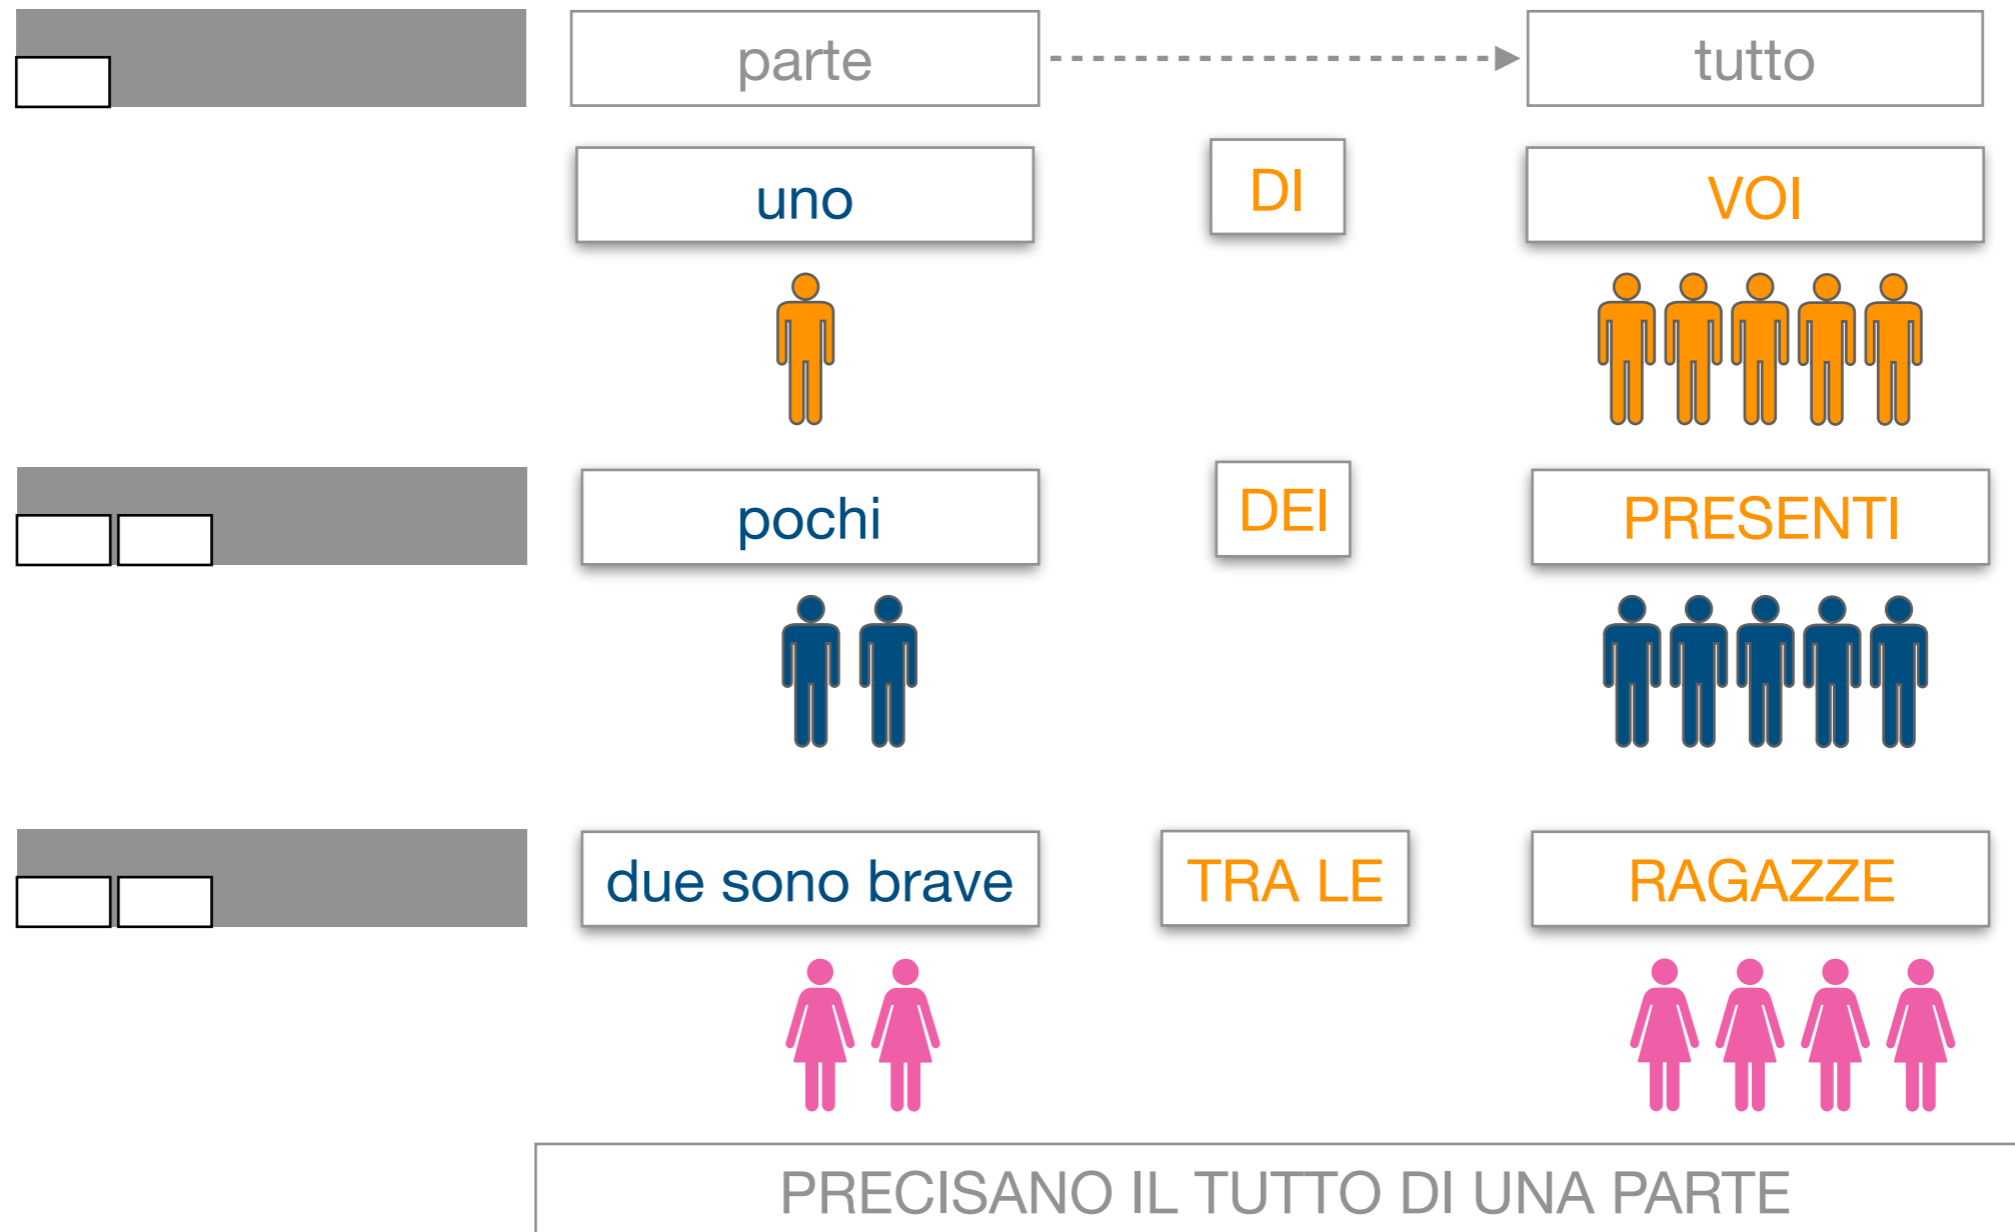 parte tutto
uno DI VOI
pochi DEI PRESENTI
due sono brave TRA LE RAGAZZE
PRECISANO IL TUTTO DI UNA PARTE